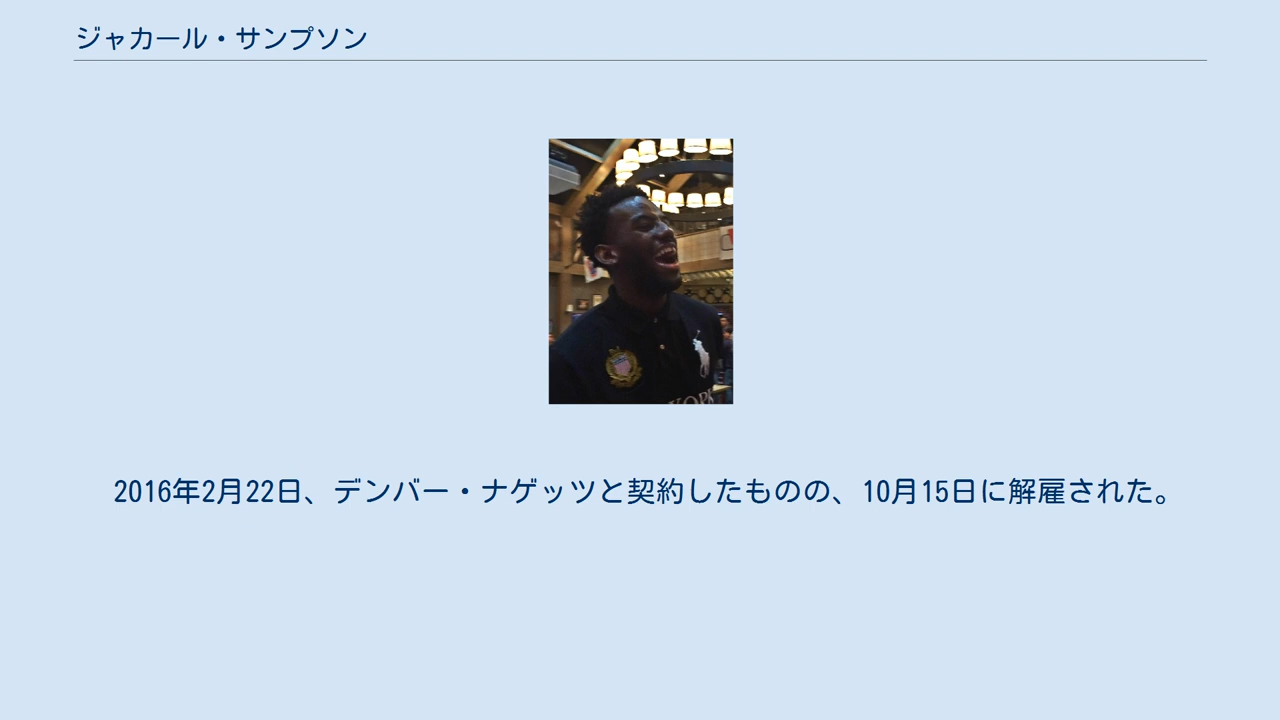 ジャカール・サンプソン
2016年2月22日、デンバー・ナゲッツと契約したものの、10月15日に解雇された。